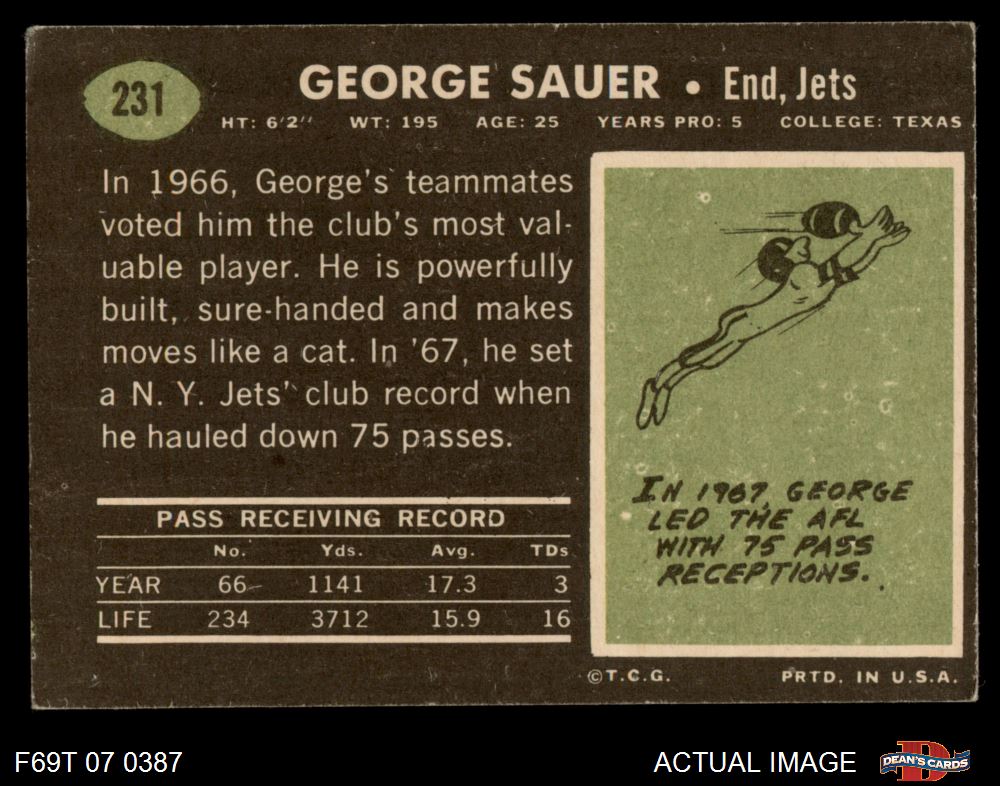 231
GEORGE SAUER • End, Jets
HT: 6'2" WT: 195 AGE: 25 YEARS PRO: 5 COLLEGE: TEXAS
In 1966, George's teammates
voted him the club's most val-
uable player. He is powerfully
built, sure-handed and makes
moves like a cat. In '67, he set
a N. Y. Jets' club record when
he hauled down 75 passes.
PASS RECEIVING RECORD
No. Yds. Avg. TDs
YEAR 66 1141 17.3 3
LIFE 234 3712 15.9 16
IN 1967, GEORGE
LED THE AFL
WITH 75 PASS
RECEPTIONS.
©T.C.G. PRTD. IN U.S.A.
F69T 07 0387 ACTUAL IMAGE
D
DEAN'S CARDS